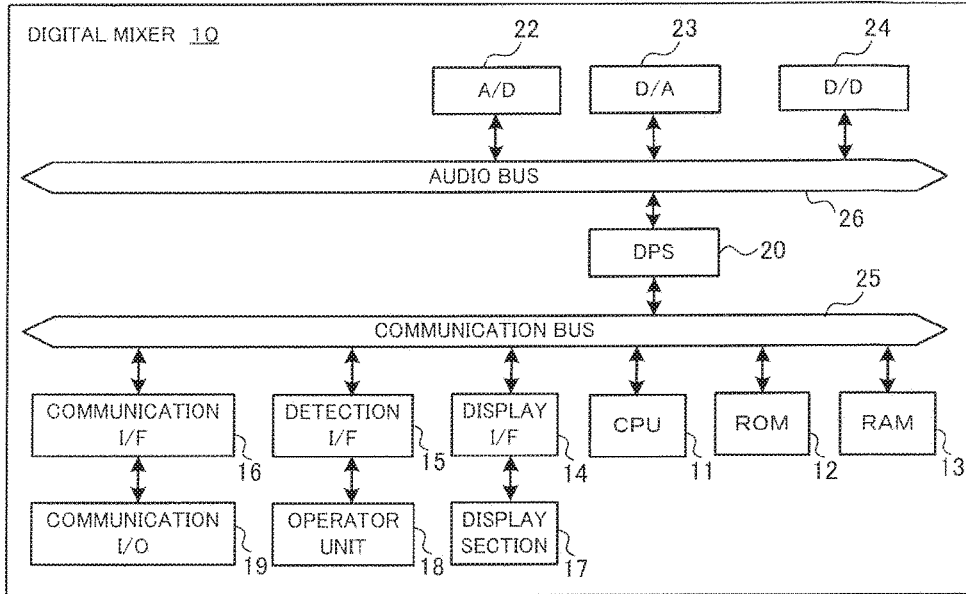 DIGITAL MIXER 10
22
23
24
A/D
D/A
D/D
AUDIO BUS
26
DPS
20
25
COMMUNICATION BUS
COMMUNICATION
I/F
16
DETECTION
I/F
15
DISPLAY
I/F
14
CPU
11
ROM
12
RAM
13
COMMUNICATION
I/O
19
OPERATOR
UNIT
18
DISPLAY
SECTION
17